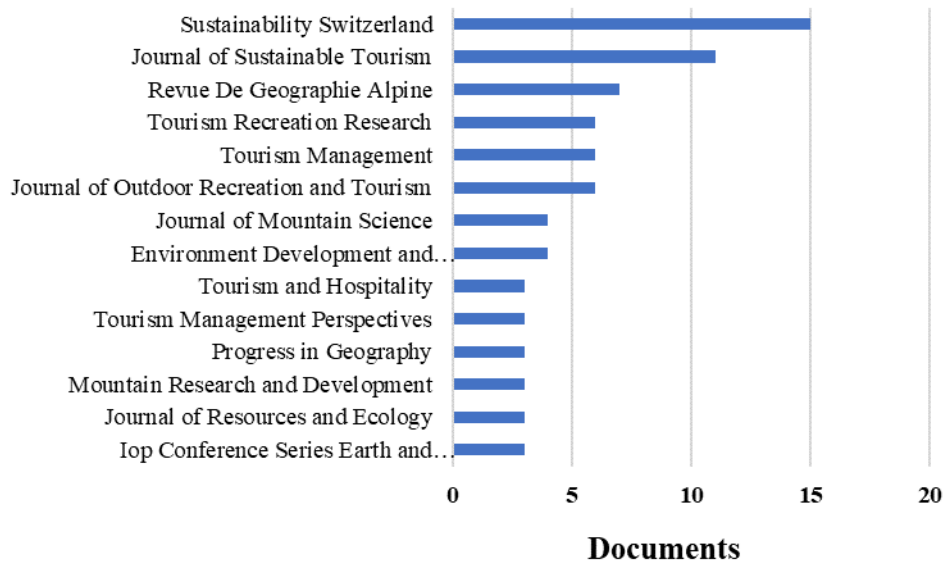 Sustainability Switzerland
Journal of Sustainable Tourism
Revue De Geographie Alpine
Tourism Recreation Research
Tourism Management
Journal of Outdoor Recreation and Tourism
Journal of Mountain Science
Environment Development and…
Tourism and Hospitality
Tourism Management Perspectives
Progress in Geography
Mountain Research and Development
Journal of Resources and Ecology
Iop Conference Series Earth and…
0 5 10 15 20
Documents